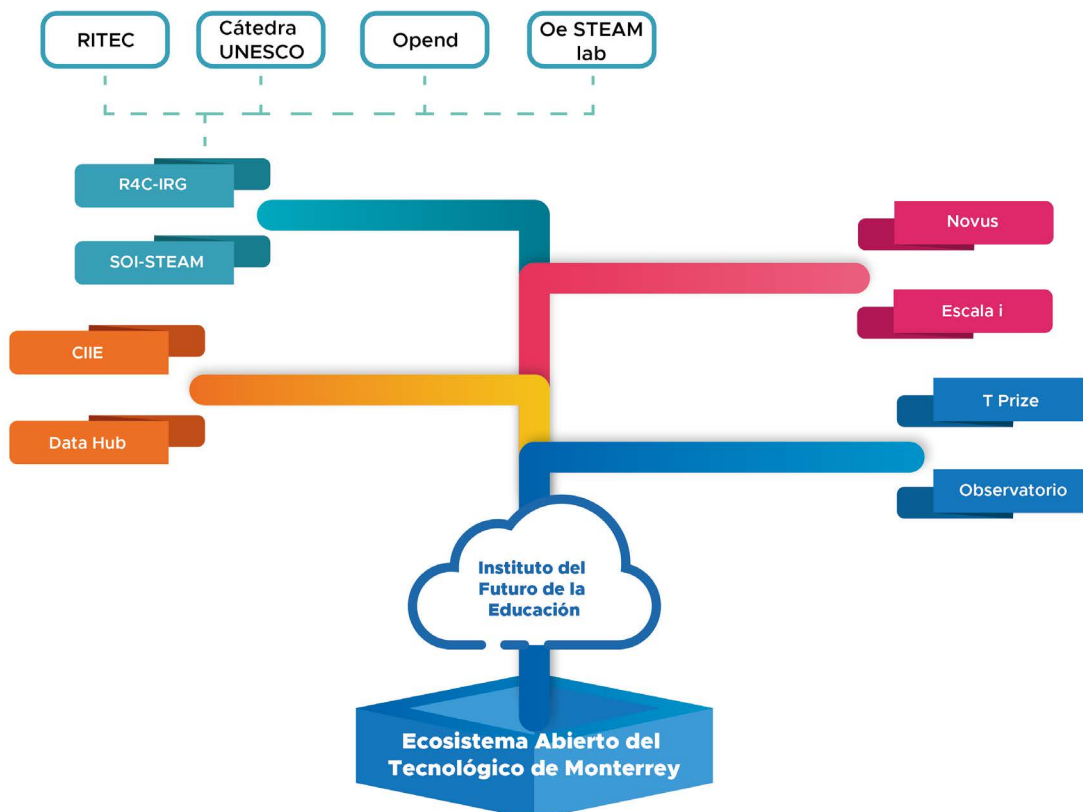 RITEC
Cátedra
UNESCO
Opend
Oe STEAM
lab
R4C-IRG
SOI-STEAM
Novus
Escala i
CIIE
Data Hub
T Prize
Observatorio
Instituto del
Futuro de la
Educación
Ecosistema Abierto del
Tecnológico de Monterrey